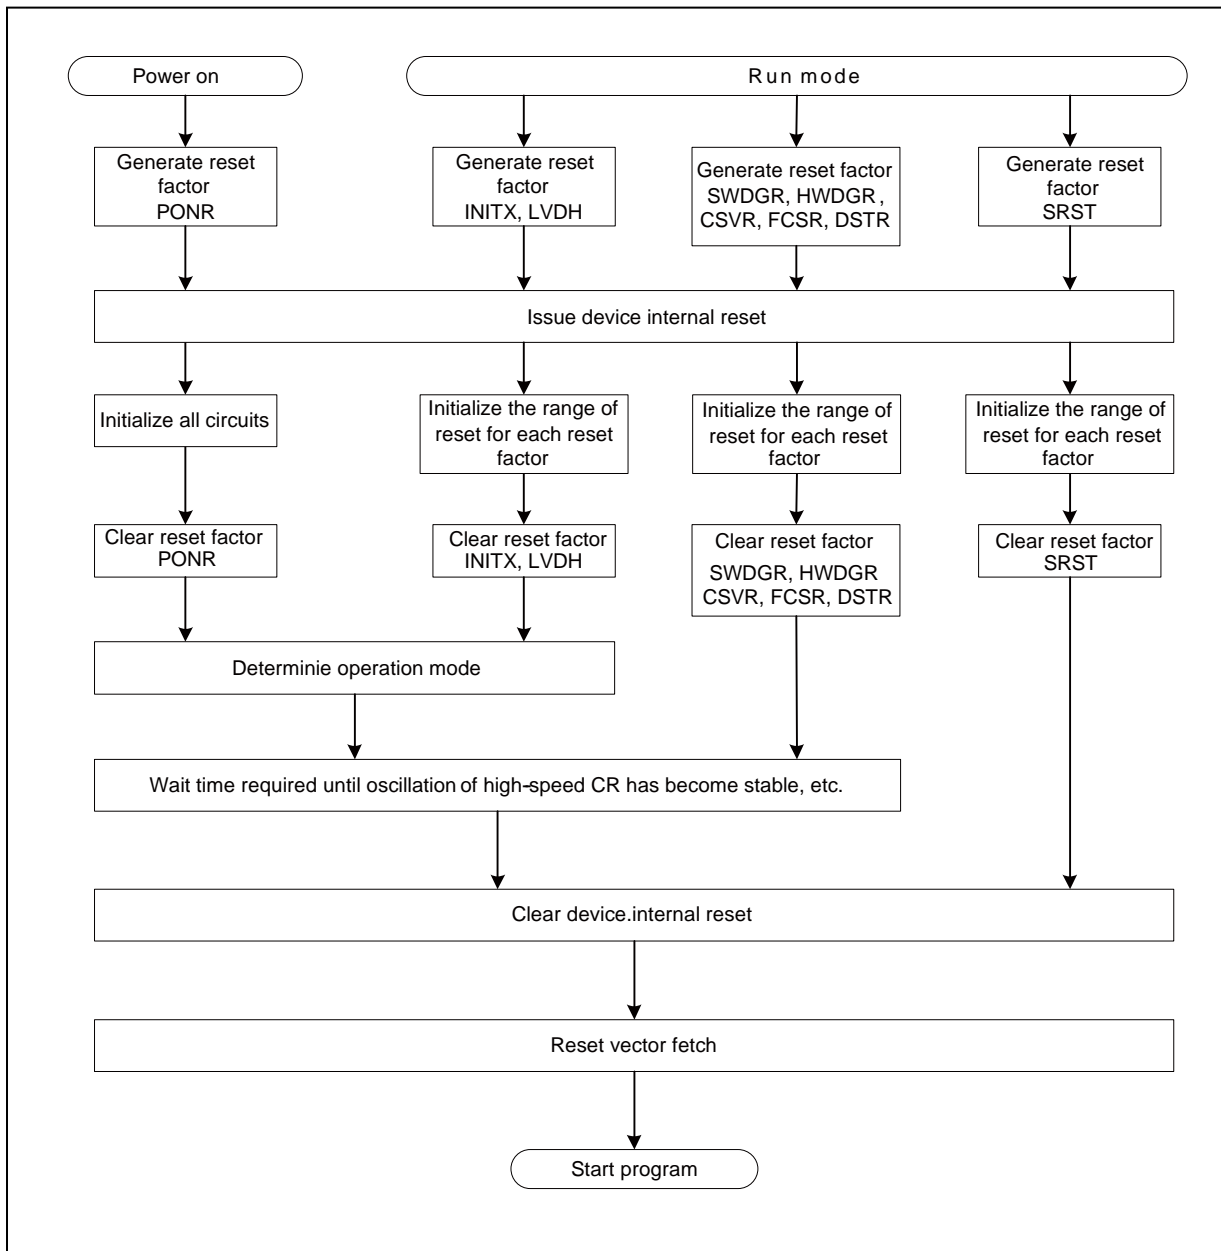 Power on
Run mode
Generate reset
factor
PONR
Generate reset
factor
INITX, LVDH
Generate reset factor
SWDGR, HWDGR ,
CSVR, FCSR, DSTR
Generate reset
factor
SRST
Issue device internal reset
Initialize all circuits
Initialize the range of
reset for each reset
factor
Initialize the range of
reset for each reset
factor
Initialize the range of
reset for each reset
factor
Clear reset factor
PONR
Clear reset factor
INITX, LVDH
Clear reset factor
SWDGR, HWDGR
CSVR, FCSR, DSTR
Clear reset factor
SRST
Determinie operation mode
Wait time required until oscillation of high-speed CR has become stable, etc.
Clear device.internal reset
Reset vector fetch
Start program